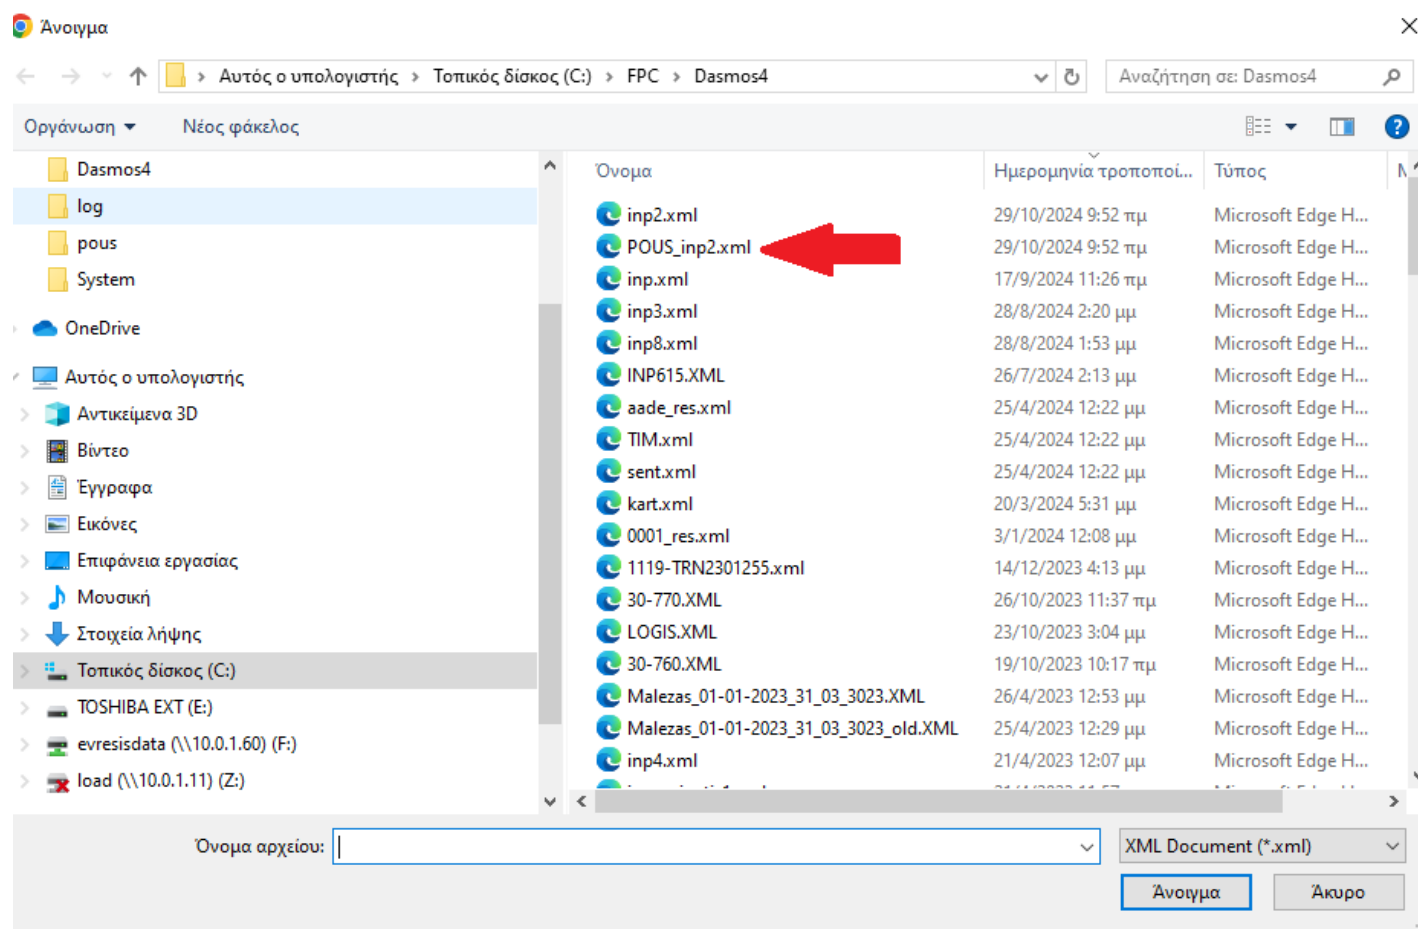 Άνοιγμα
Αυτός ο υπολογιστής › Τοπικός δίσκος (C:) › FPC › Dasmos4
Αναζήτηση σε: Dasmos4
Οργάνωση
Νέος φάκελος
Dasmos4
log
pous
System
OneDrive
Αυτός ο υπολογιστής
Αντικείμενα 3D
Βίντεο
Έγγραφα
Εικόνες
Επιφάνεια εργασίας
Μουσική
Στοιχεία λήψης
Τοπικός δίσκος (C:)
TOSHIBA EXT (E:)
evresisdata (\\10.0.1.60) (F:)
load (\\10.0.1.11) (Z:)
Όνομα Ημερομηνία τροποποί... Τύπος
inp2.xml 29/10/2024 9:52 πμ Microsoft Edge H...
POUS_inp2.xml 29/10/2024 9:52 πμ Microsoft Edge H...
inp.xml 17/9/2024 11:26 πμ Microsoft Edge H...
inp3.xml 28/8/2024 2:20 μμ Microsoft Edge H...
inp8.xml 28/8/2024 1:53 μμ Microsoft Edge H...
INP615.XML 26/7/2024 2:13 μμ Microsoft Edge H...
aade_res.xml 25/4/2024 12:22 μμ Microsoft Edge H...
TIM.xml 25/4/2024 12:22 μμ Microsoft Edge H...
sent.xml 25/4/2024 12:22 μμ Microsoft Edge H...
kart.xml 20/3/2024 5:31 μμ Microsoft Edge H...
0001_res.xml 3/1/2024 12:08 μμ Microsoft Edge H...
1119-TRN2301255.xml 14/12/2023 4:13 μμ Microsoft Edge H...
30-770.XML 26/10/2023 11:37 πμ Microsoft Edge H...
LOGIS.XML 23/10/2023 3:04 μμ Microsoft Edge H...
30-760.XML 19/10/2023 10:17 πμ Microsoft Edge H...
Malezas_01-01-2023_31_03_3023.XML 26/4/2023 12:53 μμ Microsoft Edge H...
Malezas_01-01-2023_31_03_3023_old.XML 25/4/2023 12:29 μμ Microsoft Edge H...
inp4.xml 21/4/2023 12:07 μμ Microsoft Edge H...
Όνομα αρχείου:
XML Document (*.xml)
Άνοιγμα
Άκυρο